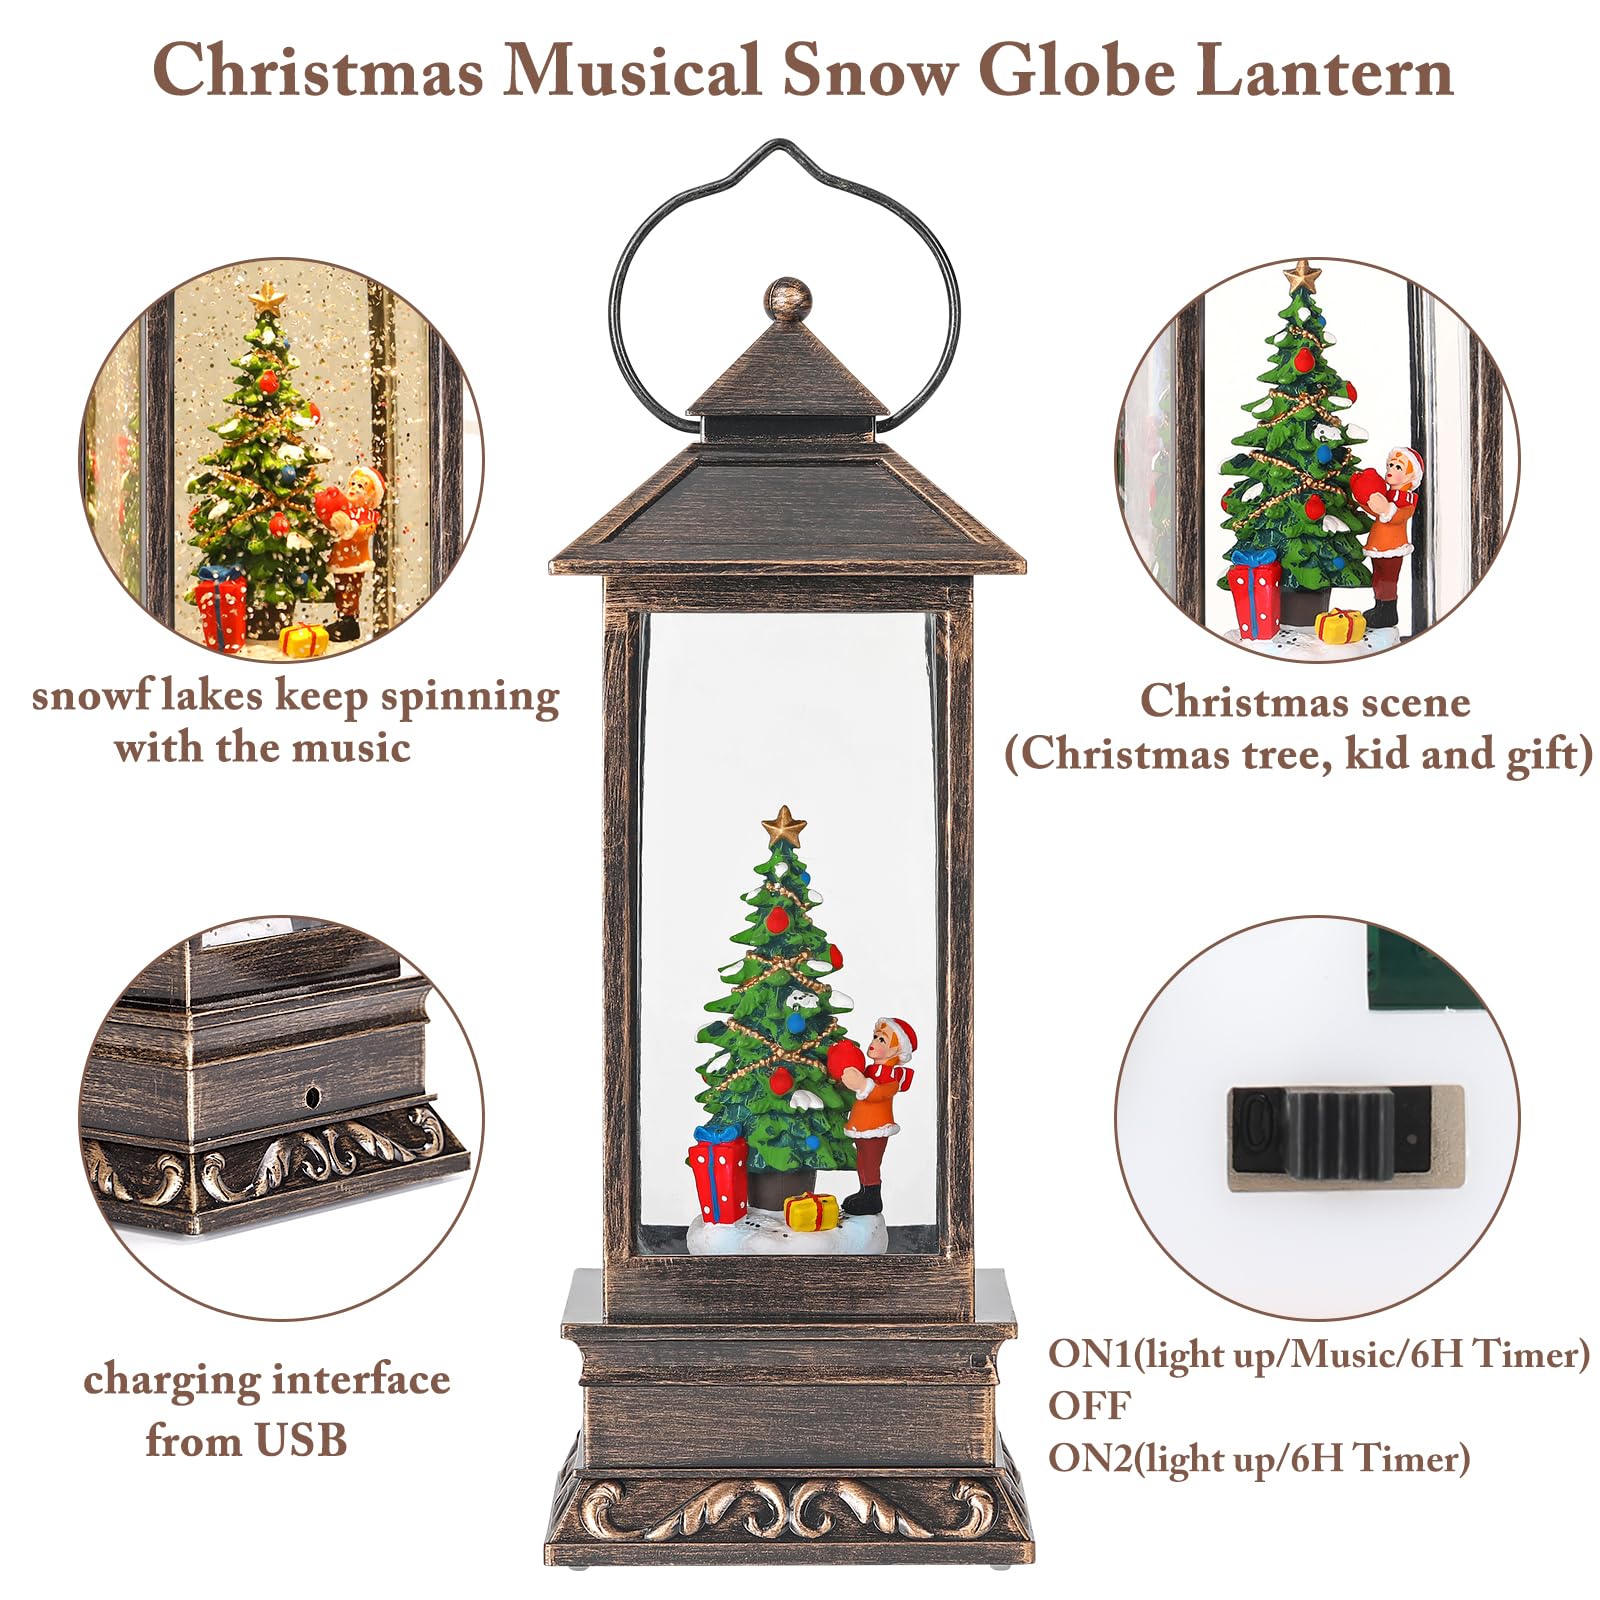 Christmas Musical Snow Globe Lantern
snowf lakes keep spinning
with the music
Christmas scene
(Christmas tree, kid and gift)
charging interface
from USB
ON1(light up/Music/6H Timer)
OFF
ON2(light up/6H Timer)